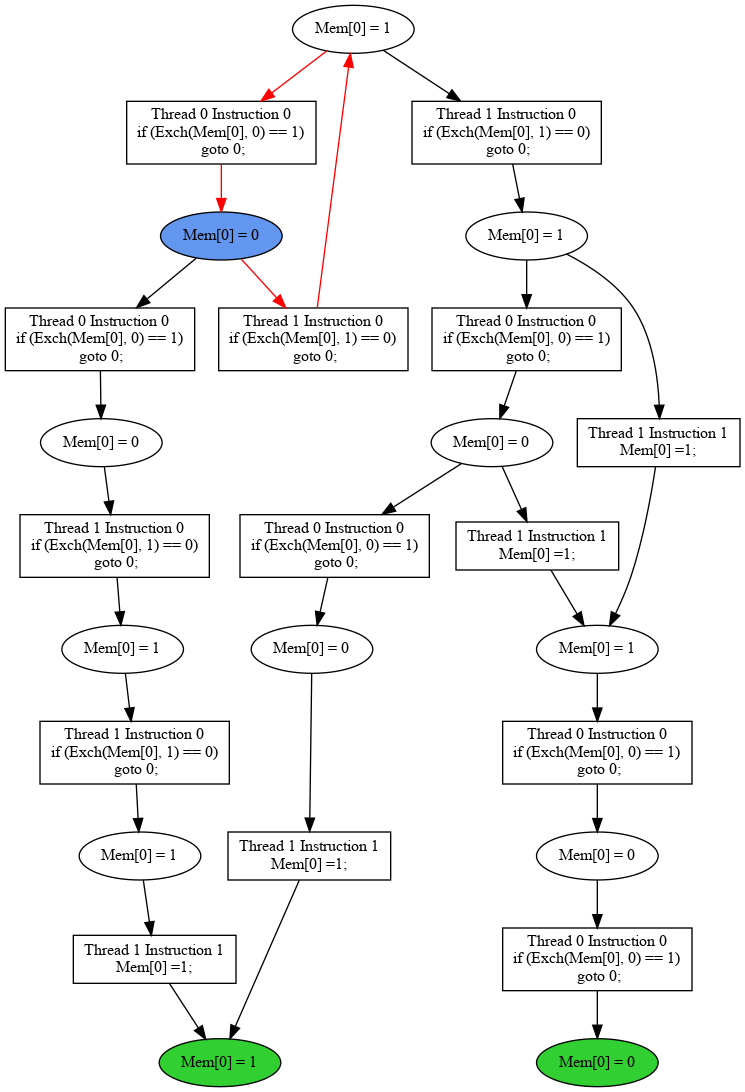 Mem[0] = 1
Thread 0 Instruction 0
if (Exch(Mem[0], 0) == 1)
goto 0;
Thread 1 Instruction 0
if (Exch(Mem[0], 1) == 0)
goto 0;
Mem[0] = 0
Mem[0] = 1
Thread 0 Instruction 0
if (Exch(Mem[0], 0) == 1)
goto 0;
Thread 1 Instruction 0
if (Exch(Mem[0], 1) == 0)
goto 0;
Thread 0 Instruction 0
if (Exch(Mem[0], 0) == 1)
goto 0;
Mem[0] = 0
Mem[0] = 0
Thread 1 Instruction 1
Mem[0] =1;
Thread 1 Instruction 0
if (Exch(Mem[0], 1) == 0)
goto 0;
Thread 0 Instruction 0
if (Exch(Mem[0], 0) == 1)
goto 0;
Thread 1 Instruction 1
Mem[0] =1;
Mem[0] = 1
Mem[0] = 0
Mem[0] = 1
Thread 1 Instruction 0
if (Exch(Mem[0], 1) == 0)
goto 0;
Thread 0 Instruction 0
if (Exch(Mem[0], 0) == 1)
goto 0;
Mem[0] = 1
Thread 1 Instruction 1
Mem[0] =1;
Mem[0] = 0
Thread 1 Instruction 1
Mem[0] =1;
Thread 0 Instruction 0
if (Exch(Mem[0], 0) == 1)
goto 0;
Mem[0] = 1
Mem[0] = 0